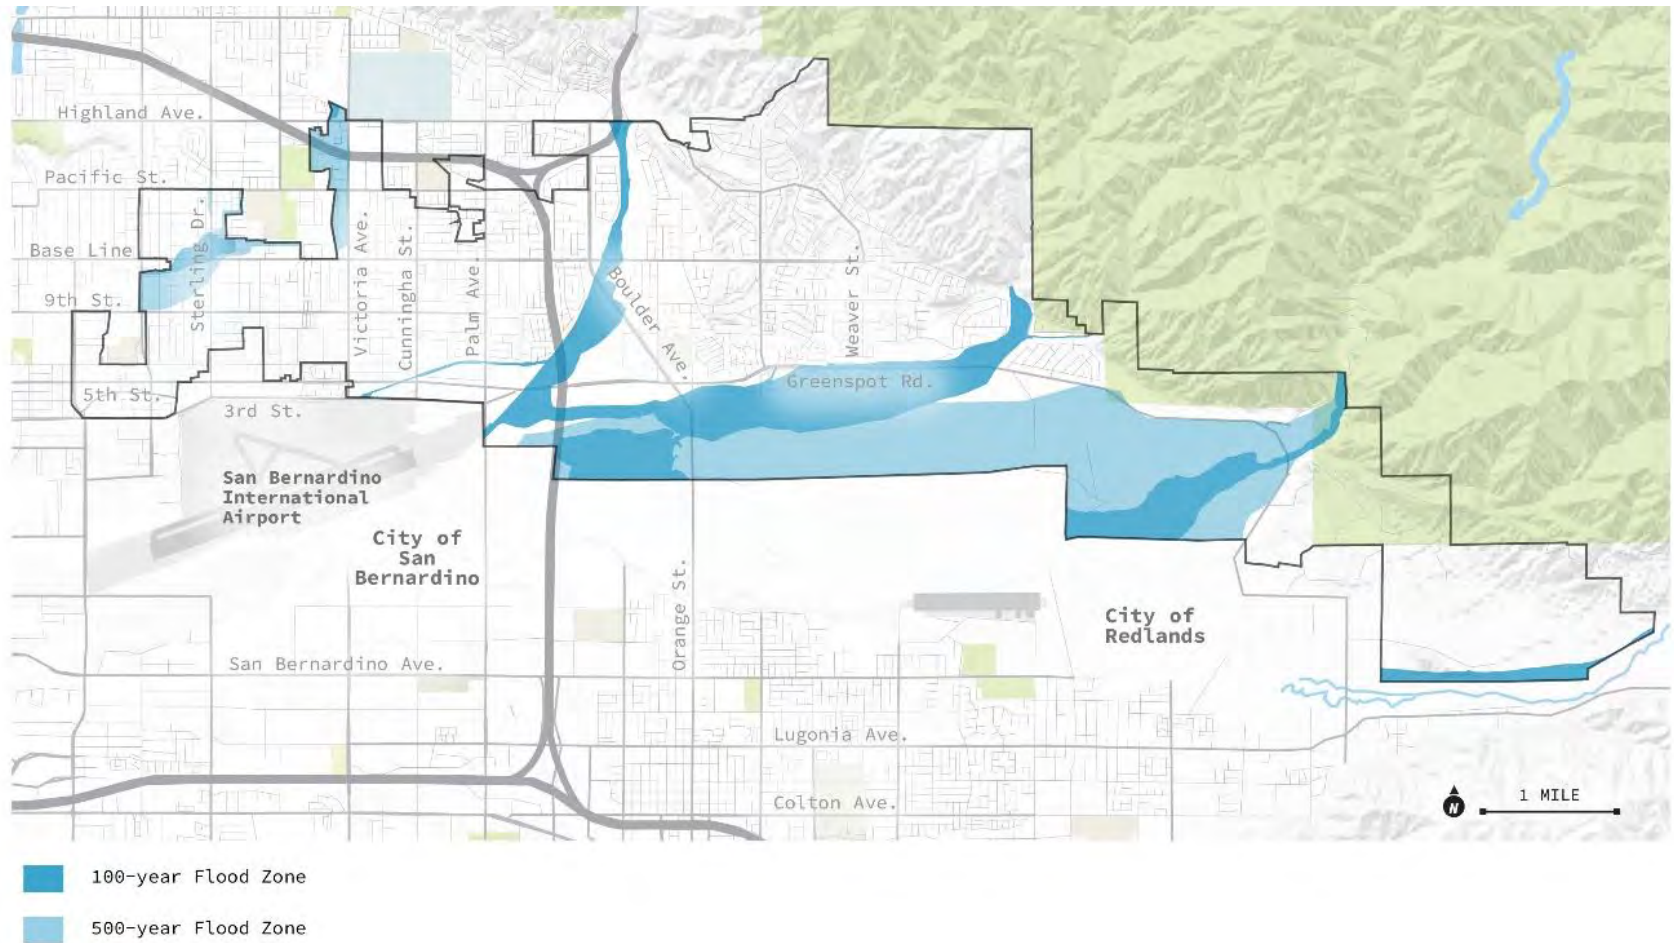 Highland Ave.
Pacific St.
Sterling Dr.
Base Line
Victoria Ave.
Cunningha St.
Palm Ave.
Boulder Ave.
Weaver St.
9th St.
5th St.
3rd St.
Greenspot Rd.
San Bernardino
International
Airport
City of
San
Bernardino
Orange St.
City of
Redlands
San Bernardino Ave.
Lugonia Ave.
Colton Ave.
N
1 MILE
100-year Flood Zone
500-year Flood Zone